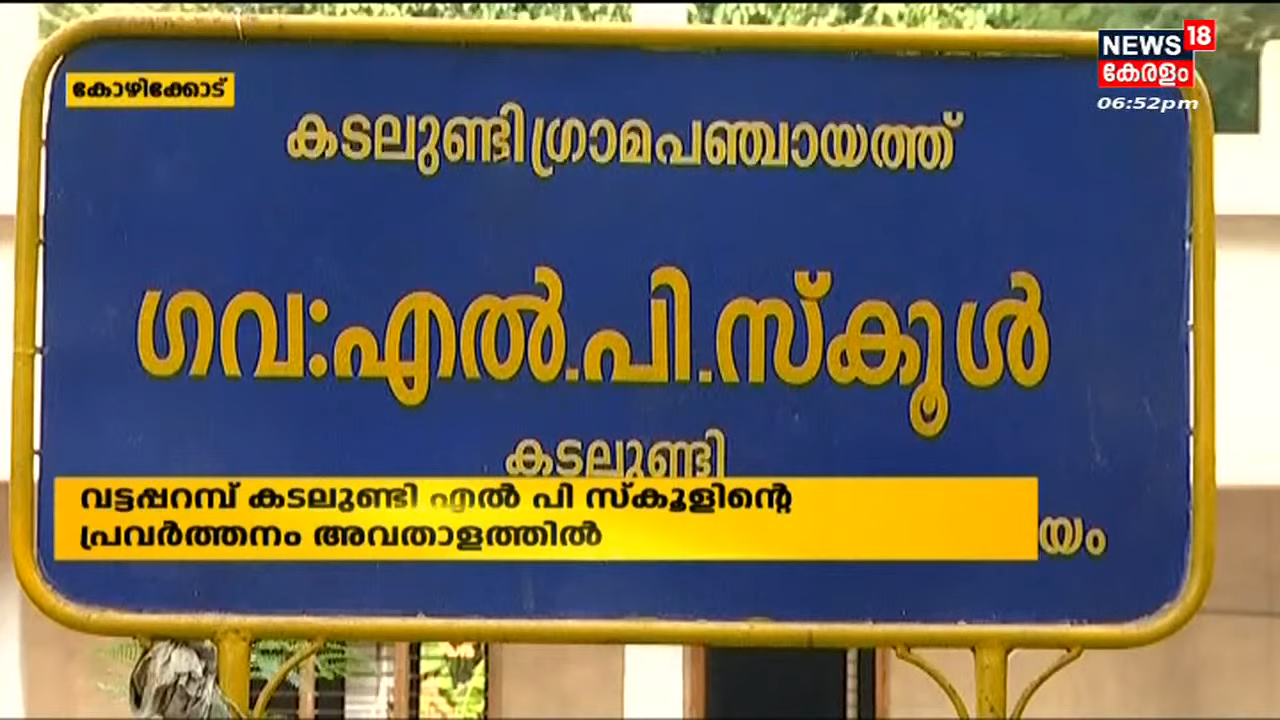 NEWS 18
കേരളം
06:52pm
കോഴിക്കോട്
കടലുണ്ടിഗ്രാമപഞ്ചായത്ത്
ഗവ:എൽ.പി.സ്കൂൾ
കടലുണ്ടി
വട്ടപ്പറമ്പ് കടലുണ്ടി എൽ പി സ്കൂളിന്റെ
പ്രവർത്തനം അവതാളത്തിൽ